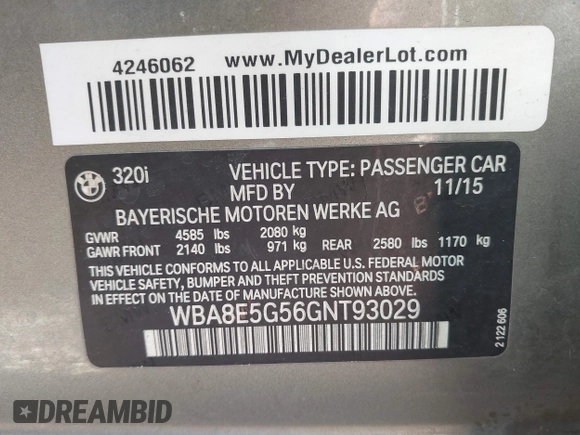 4246062 www.MyDealerLot.com
320i VEHICLE TYPE: PASSENGER CAR
MFD BY 11/15
BAYERISCHE MOTOREN WERKE AG
GVWR 4585 lbs 2080 kg
GAWR FRONT 2140 lbs 971 kg REAR 2580 lbs 1170 kg
THIS VEHICLE CONFORMS TO ALL APPLICABLE U.S. FEDERAL MOTOR
VEHICLE SAFETY, BUMPER AND THEFT PREVENTION STANDARDS
IN EFFECT ON THE DATE OF MANUFACTURE SHOWN ABOVE.
WBA8E5G56GNT93029
2 122 606
DREAMBID